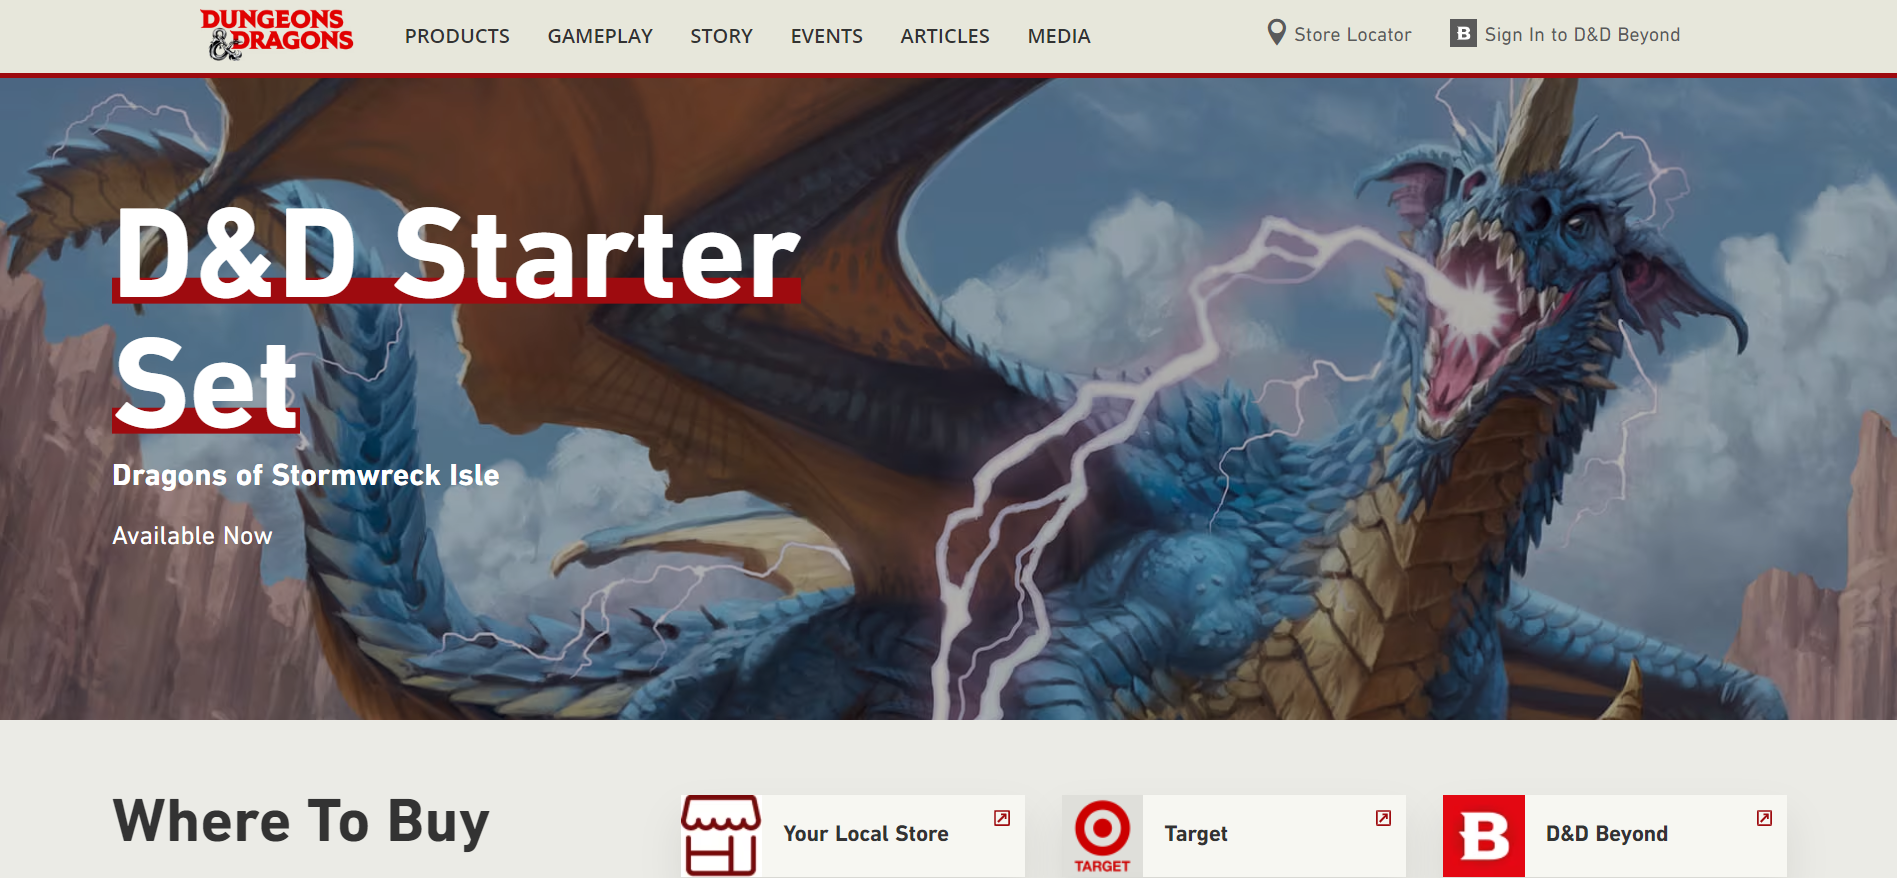 DUNGEONS
& DRAGONS
PRODUCTS GAMEPLAY STORY EVENTS ARTICLES MEDIA Store Locator B Sign In to D&D Beyond
D&D Starter
Set
Dragons of Stormwreck Isle
Available Now
Where To Buy
Your Local Store
TARGET
Target
B
D&D Beyond